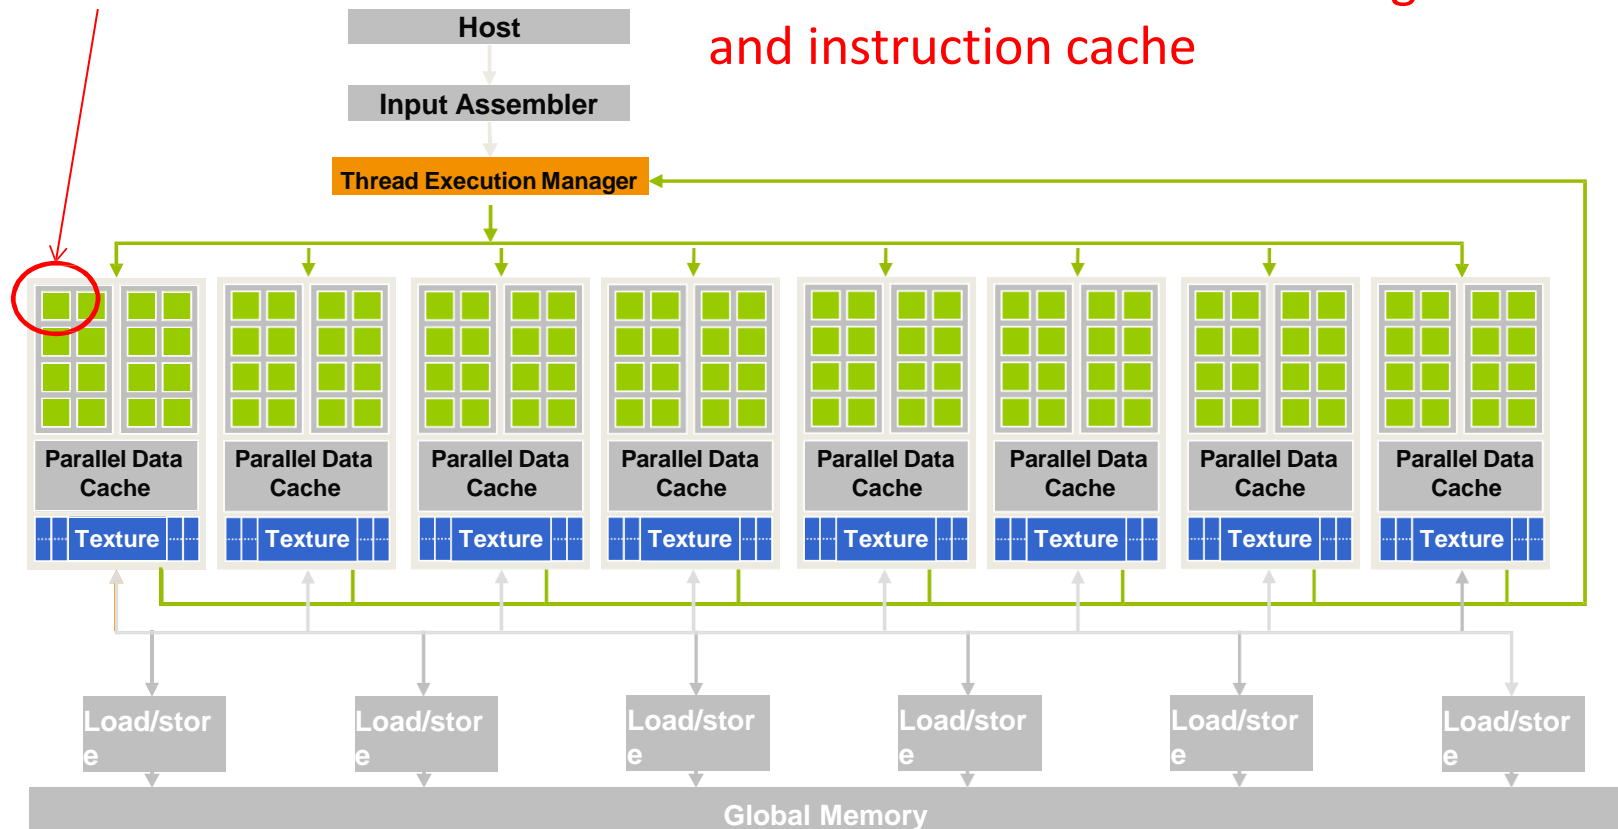 Host
and instruction cache
Input Assembler
Thread Execution Manager
Parallel Data
Cache
Parallel Data
Cache
Parallel Data
Cache
Parallel Data
Cache
Parallel Data
Cache
Parallel Data
Cache
Parallel Data
Cache
Parallel Data
Cache
Texture
Texture
Texture
Texture
Texture
Texture
Texture
Texture
Load/stor
e
Load/stor
e
Load/stor
e
Load/stor
e
Load/stor
e
Load/stor
e
Global Memory